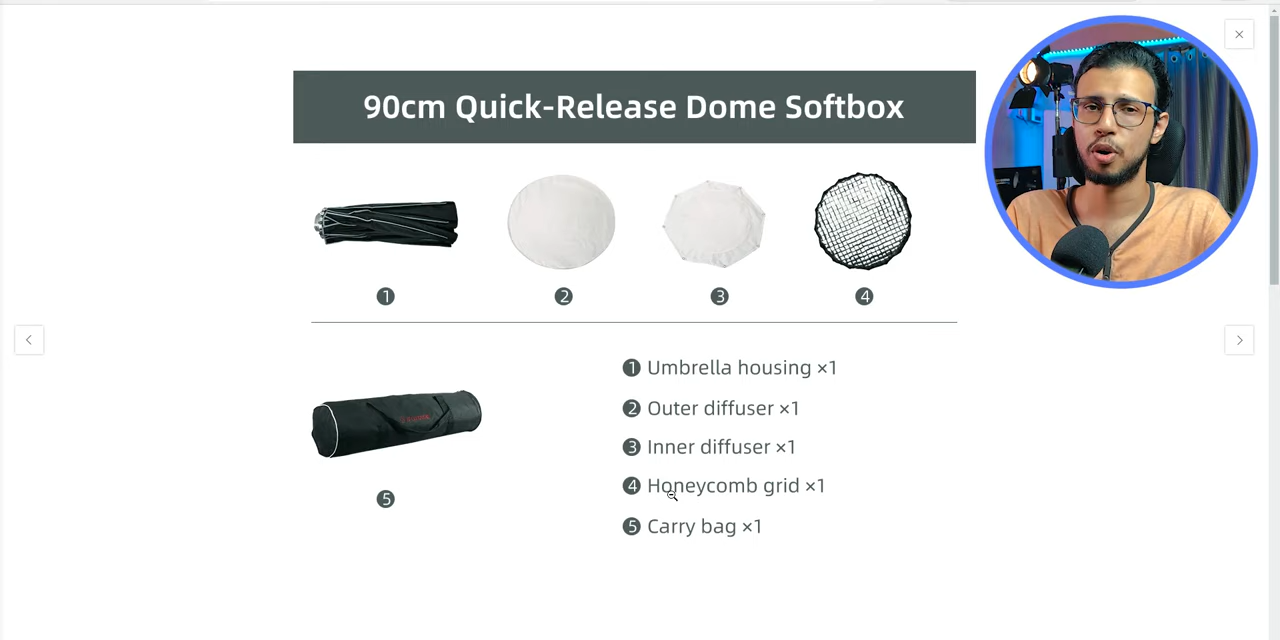 90cm Quick-Release Dome Softbox
1 2 3 4
1 Umbrella housing ×1
2 Outer diffuser ×1
3 Inner diffuser ×1
4 Honeycomb grid ×1
5
5 Carry bag ×1